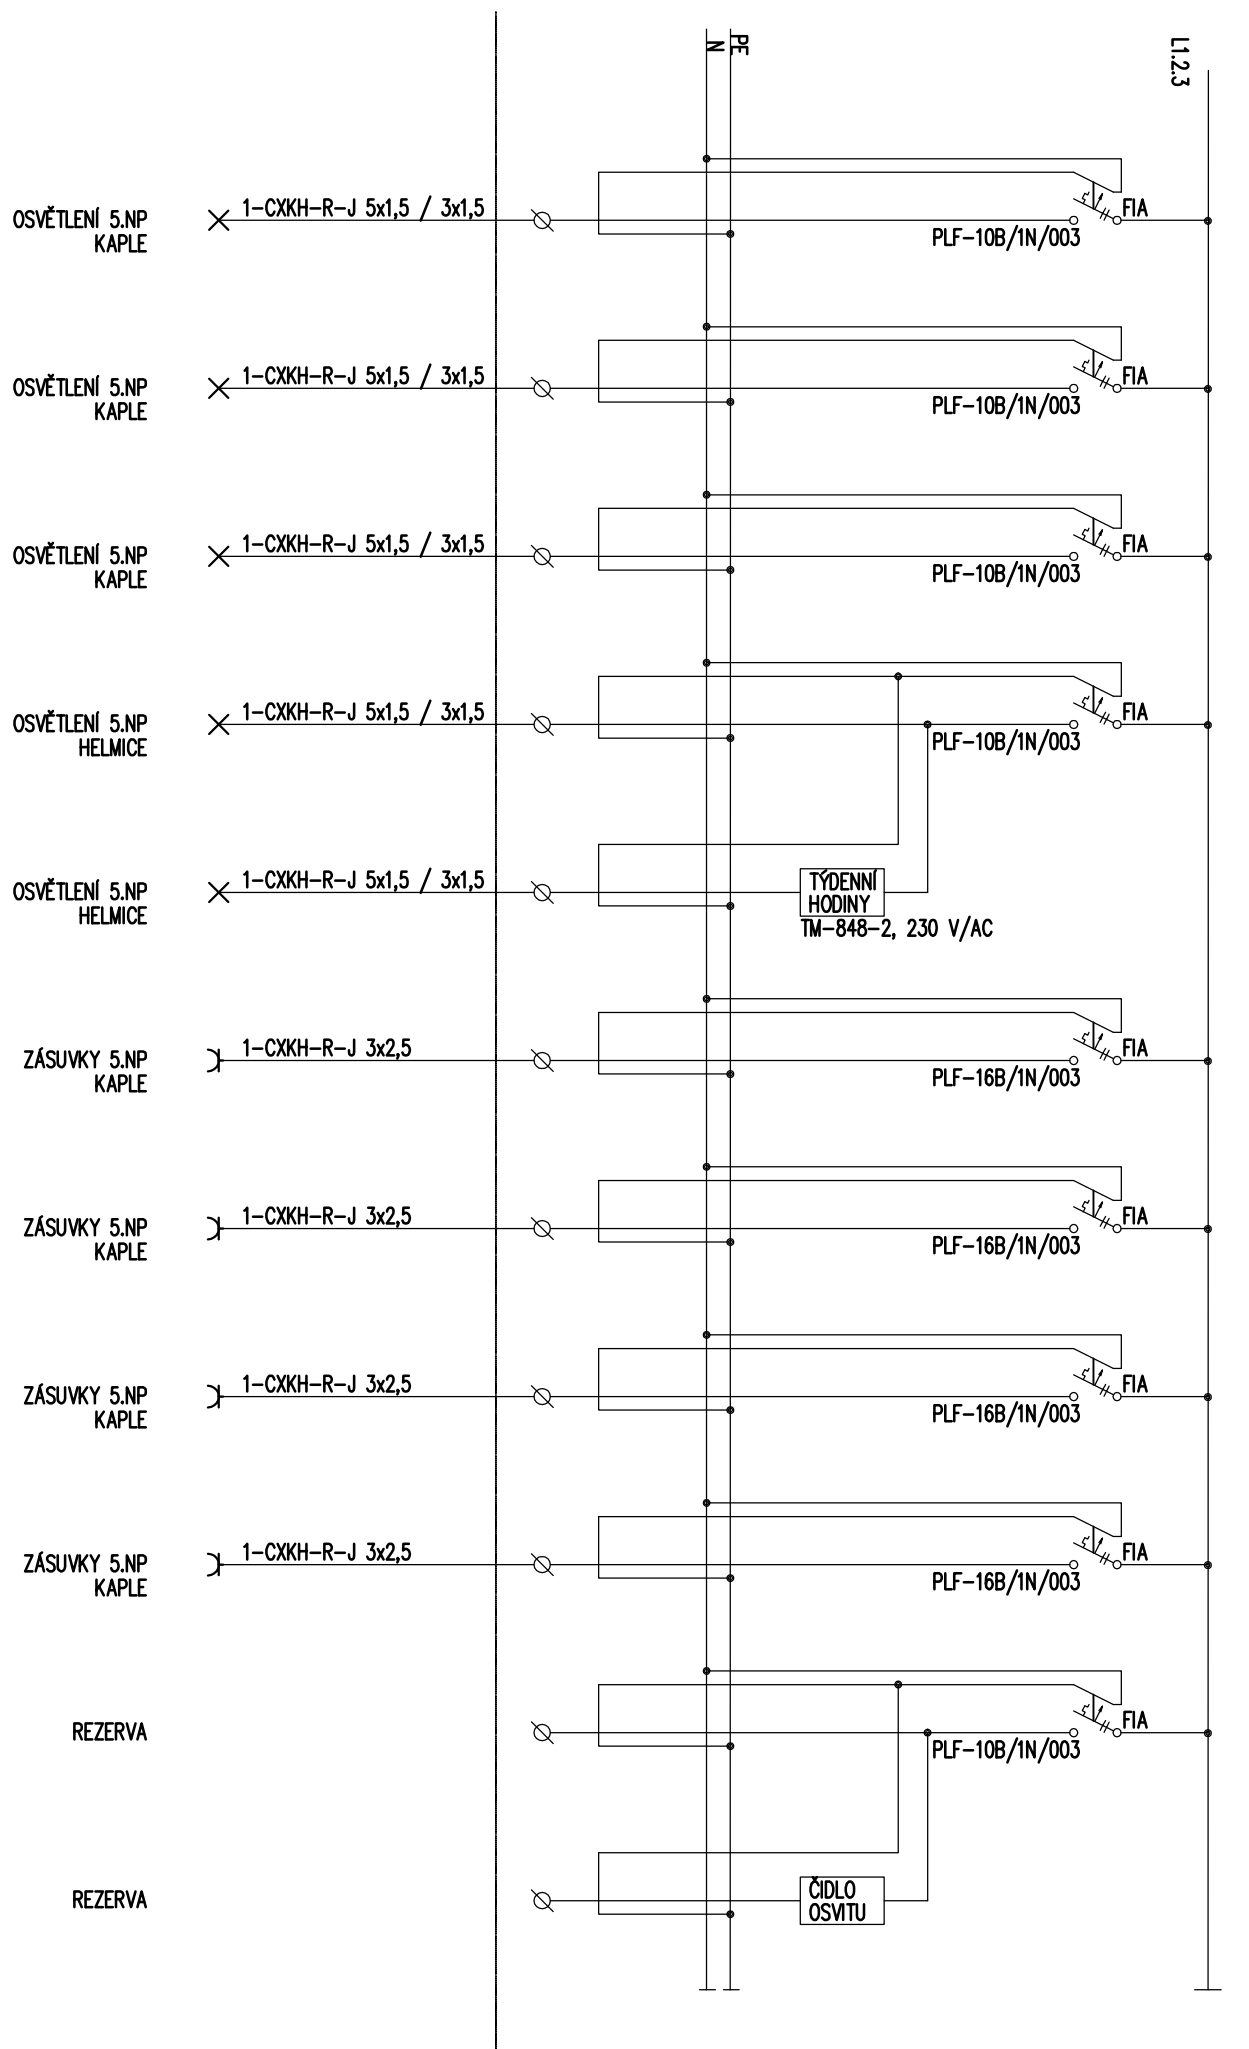 PE
N
L1.2.3
OSVĚTLENÍ 5.NP
KAPLE
1-CXKH-R-J 5x1,5 / 3x1,5
FIA
PLF-10B/1N/003
OSVĚTLENÍ 5.NP
KAPLE
1-CXKH-R-J 5x1,5 / 3x1,5
FIA
PLF-10B/1N/003
OSVĚTLENÍ 5.NP
KAPLE
1-CXKH-R-J 5x1,5 / 3x1,5
FIA
PLF-10B/1N/003
OSVĚTLENÍ 5.NP
HELMICE
1-CXKH-R-J 5x1,5 / 3x1,5
FIA
PLF-10B/1N/003
OSVĚTLENÍ 5.NP
HELMICE
1-CXKH-R-J 5x1,5 / 3x1,5
TÝDENNÍ
HODINY
TM-848-2, 230 V/AC
ZÁSUVKY 5.NP
KAPLE
1-CXKH-R-J 3x2,5
FIA
PLF-16B/1N/003
ZÁSUVKY 5.NP
KAPLE
1-CXKH-R-J 3x2,5
FIA
PLF-16B/1N/003
ZÁSUVKY 5.NP
KAPLE
1-CXKH-R-J 3x2,5
FIA
PLF-16B/1N/003
ZÁSUVKY 5.NP
KAPLE
1-CXKH-R-J 3x2,5
FIA
PLF-16B/1N/003
REZERVA
FIA
PLF-10B/1N/003
REZERVA
ČIDLO
OSVITU